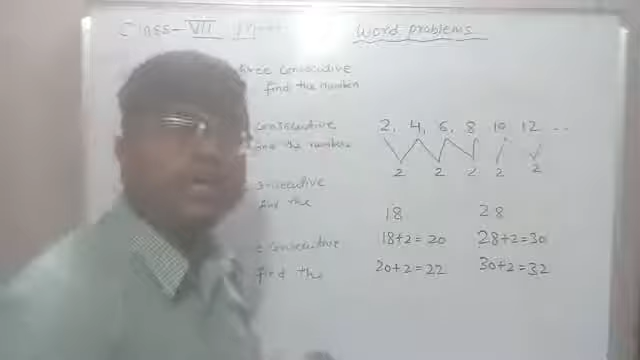 Class-VII
Word problems
three consecutive
find the number
consecutive
the numbers
2, 4, 6, 8 10, 12 ...
2 2 2 2 2
consecutive
the
18 28
consecutive
18+2=20 28+2=30
find the
20+2=22 30+2=32